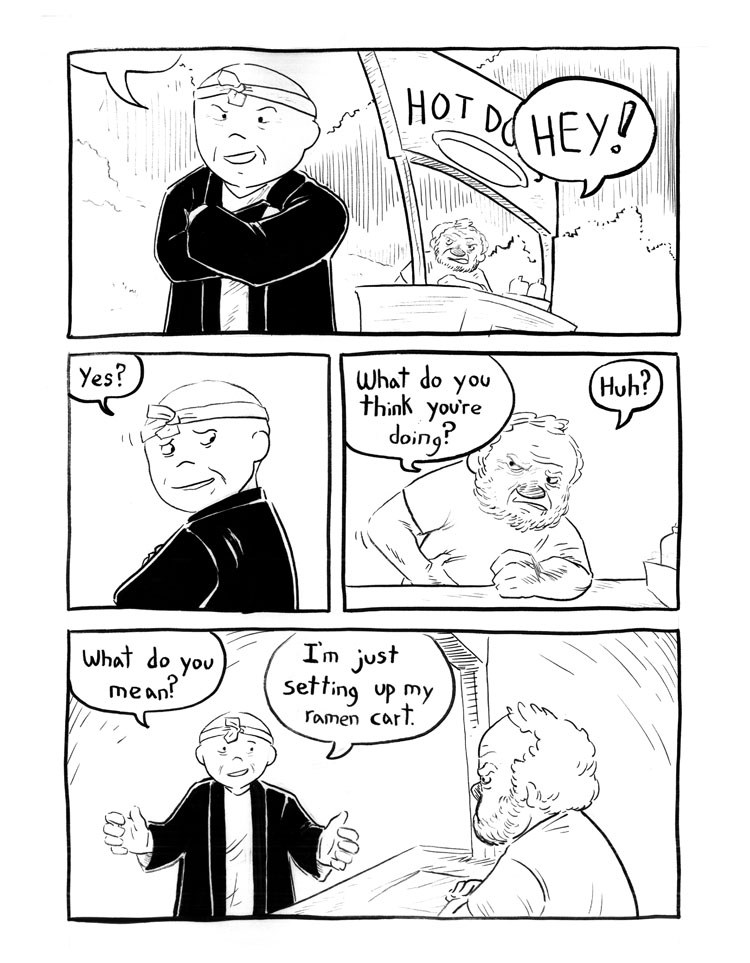 HOT DO
HEY!
Yes?
What do you
think you're
doing?
Huh?
What do you
mean?
I'm just
setting up my
ramen cart.